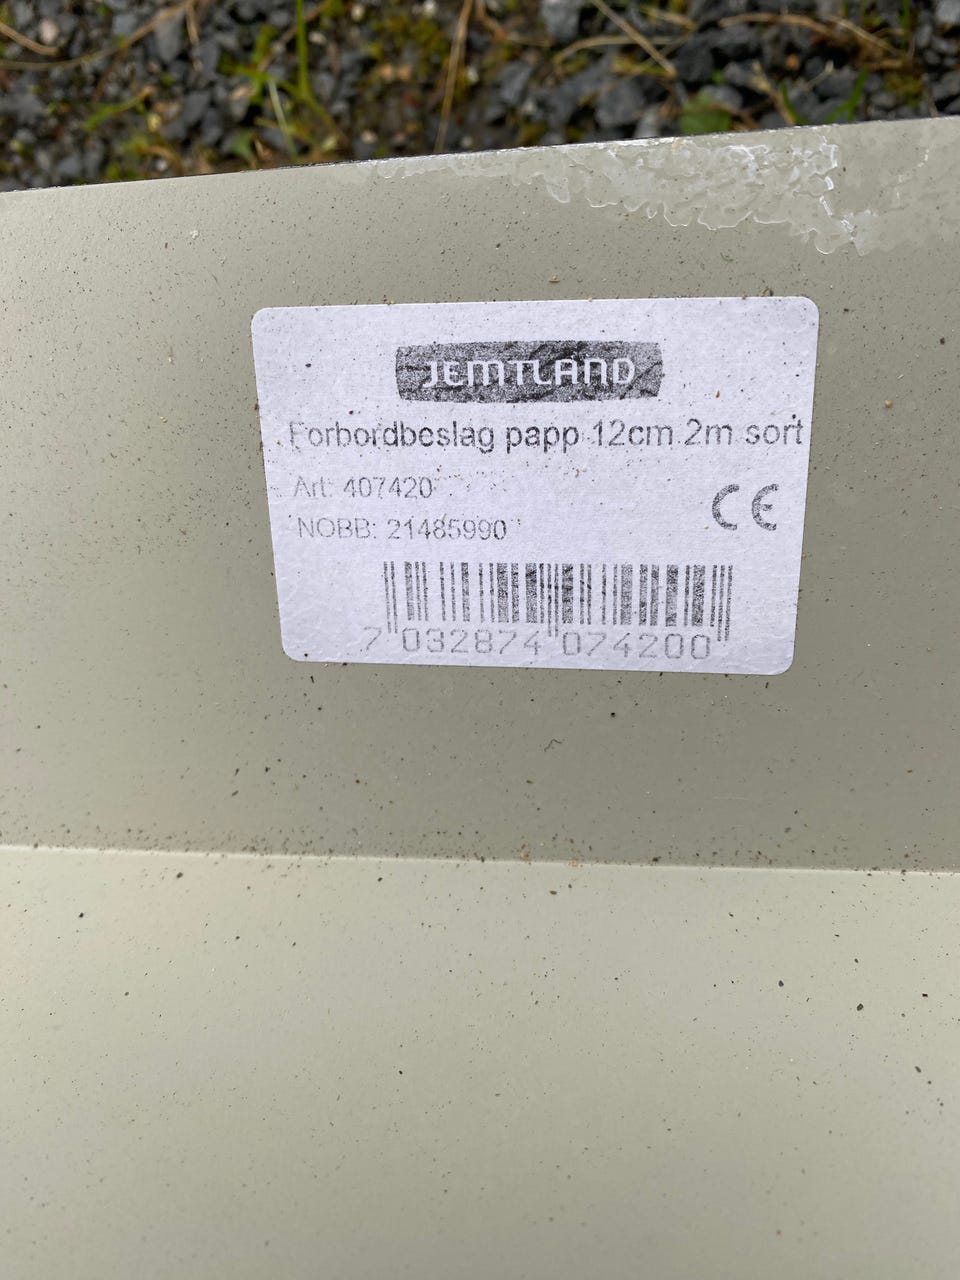 JEMTLAND
Forbordbeslag papp 12cm 2m sort
Art: 407420
NOBB: 21485990
CE
7 032874 074200